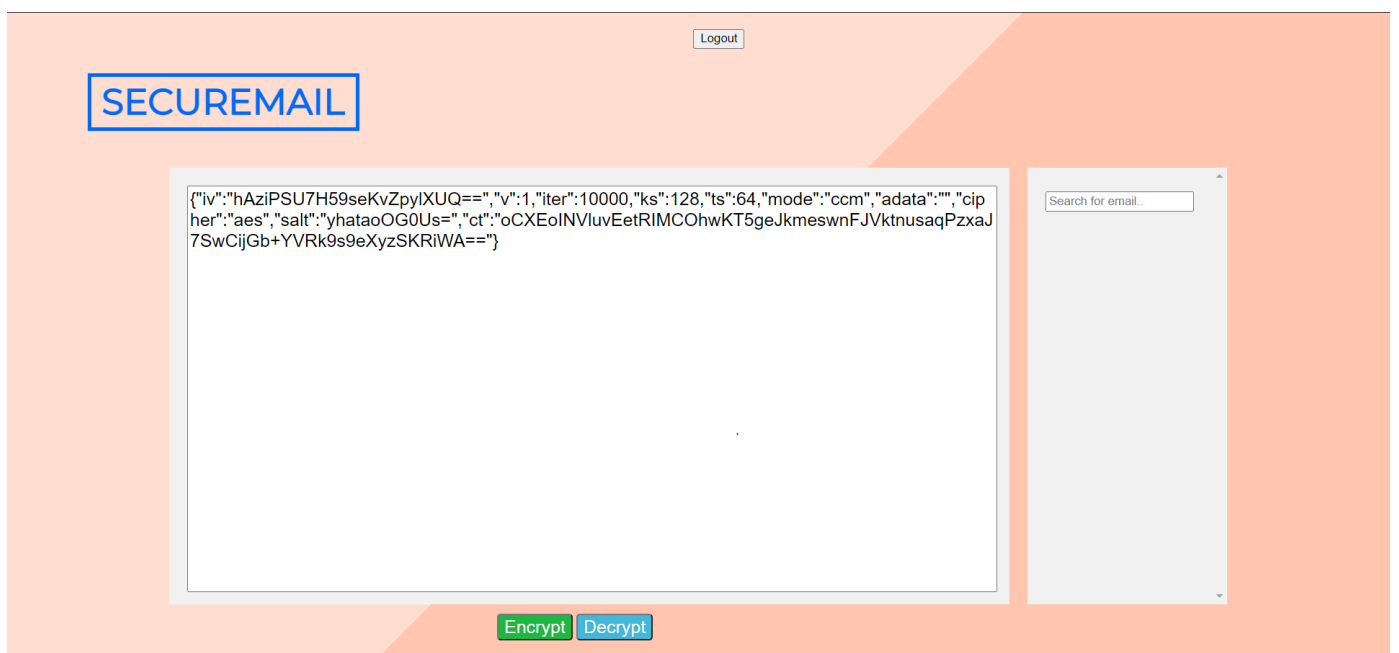 Logout
SECUREMAIL
{"iv":"hAziPSU7H59seKvZpylXUQ==","v":1,"iter":10000,"ks":128,"ts":64,"mode":"ccm","adata":"","cip
her":"aes","salt":"yhataoOG0Us=","ct":"oCXEoINVluvEetRIMCOhwKT5geJkmeswnFJVktnusaqPzxaJ
7SwCijGb+YVRk9s9eXyzSKRiWA=="}
Search for email..
Encrypt Decrypt